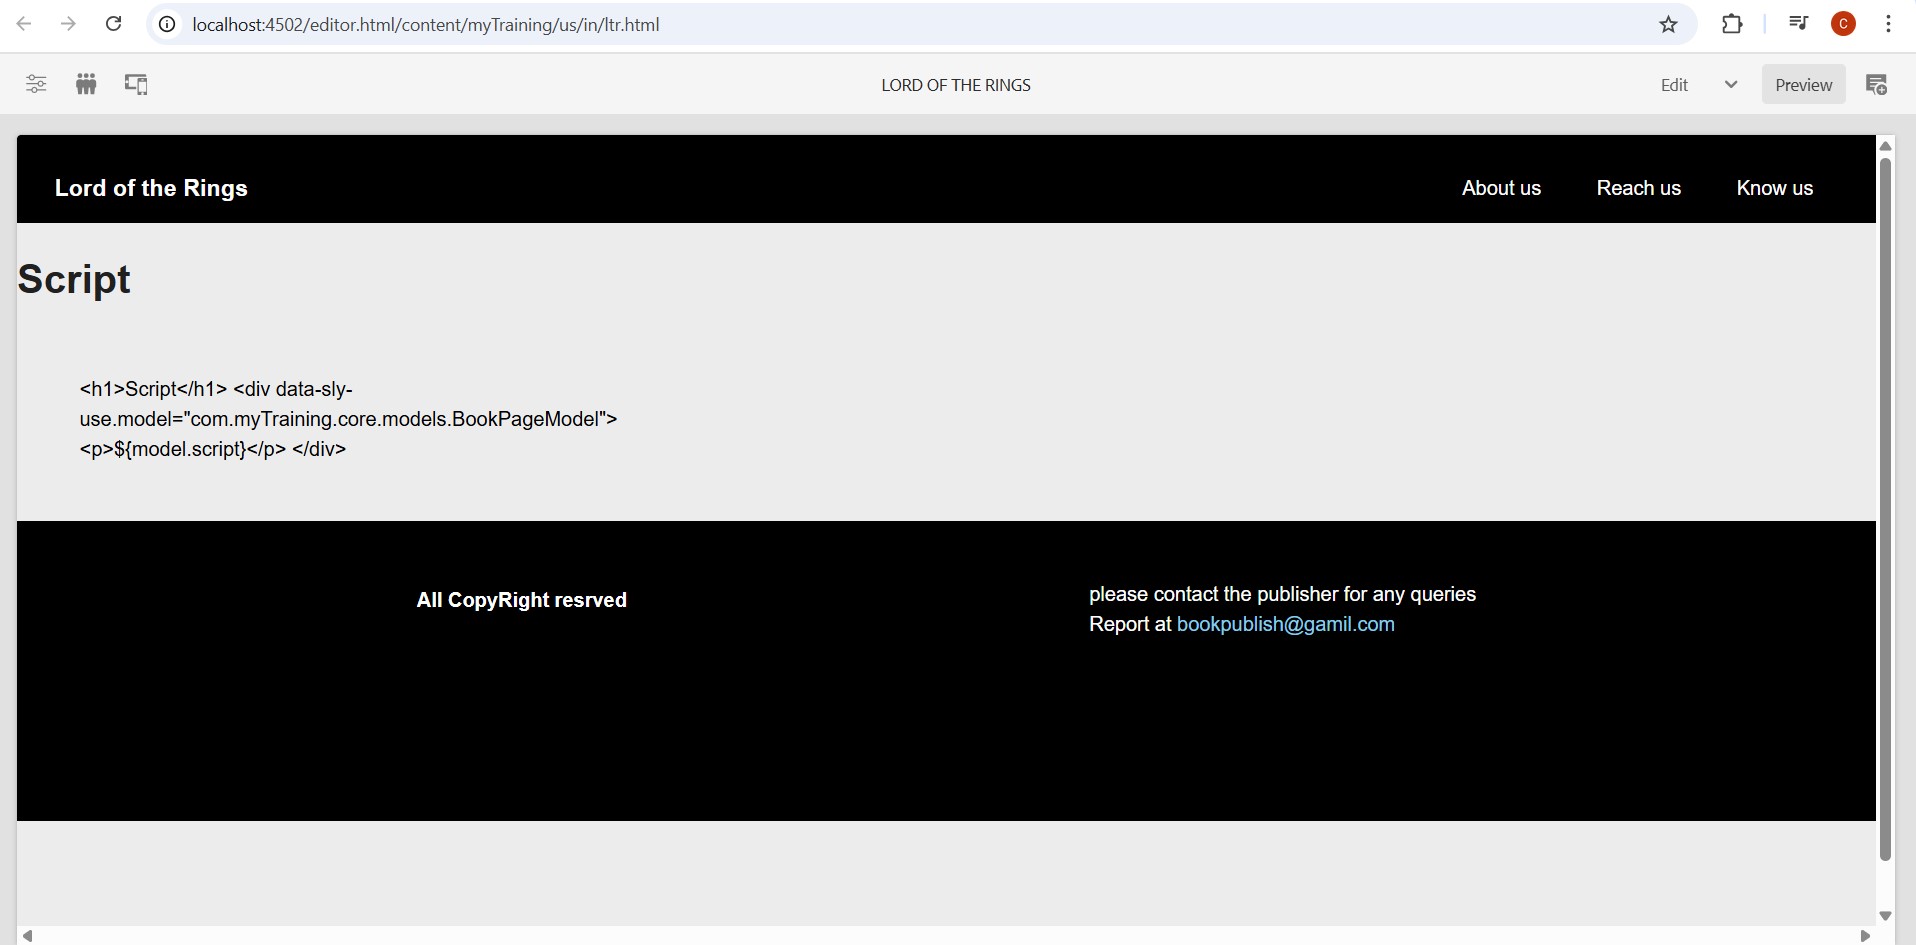 localhost:4502/editor.html/content/myTraining/us/in/ltr.html
C
LORD OF THE RINGS
Edit
Preview
Lord of the Rings
About us
Reach us
Know us
Script
<h1>Script</h1> <div data-sly-
use.model="com.myTraining.core.models.BookPageModel">
<p>${model.script}</p> </div>
All CopyRight resrved
please contact the publisher for any queries
Report at bookpublish@gamil.com